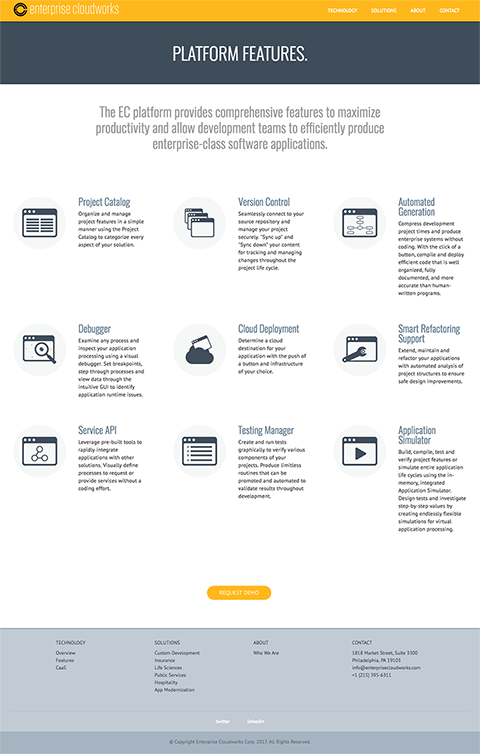 enterprise cloudworks
TECHNOLOGY SOLUTIONS ABOUT CONTACT
PLATFORM FEATURES.
The EC platform provides comprehensive features to maximize
productivity and allow development teams to efficiently produce
enterprise-class software applications.
Project Catalog
Organize and manage
project features in a simple
manner using the Project
Catalog to categorize every
aspect of your solution.
Version Control
Seamlessly connect to your
source repository and
manage your project
securely. "Sync up" and
"Sync down" your content
for tracking and managing
changes throughout the
project life cycle.
Automated
Generation
Compress development
project times and produce
enterprise systems without
coding. With the click of a
button, compile and deploy
efficient code that is well
organized, fully
documented, and more
accurate than human-
written programs.
Debugger
Examine any process and
inspect your application
processing using a visual
debugger. Set breakpoints,
step through processes and
view data through the
intuitive GUI to identify
application runtime issues.
Cloud Deployment
Determine a cloud
destination for your
application with the push of
a button and infrastructure
of your choice.
Smart Refactoring
Support
Extend, maintain and
refactor your applications
with automated analysis of
project structures to ensure
safe design improvements.
Service API
Leverage pre-built tools to
rapidly integrate
applications with other
solutions. Visually define
processes to request or
provide services without a
coding effort.
Testing Manager
Create and run tests
graphically to verify various
components of your
projects. Produce limitless
routines that can be
promoted and automated to
validate results throughout
development.
Application
Simulator
Build, compile, test and
verify project features or
simulate entire application
life cycles using the in-
memory, integrated
Application Simulator.
Design tests and investigate
step-by-step values by
creating endlessly flexible
simulations for virtual
application processing.
REQUEST DEMO
TECHNOLOGY
Overview
Features
CaaS
SOLUTIONS
Custom Development
Insurance
Life Sciences
Public Services
Hospitality
App Modernization
ABOUT
Who We Are
CONTACT
1818 Market Street, Suite 3300
Philadelphia, PA 19103
info@enterprisecloudworks.com
+1 (215) 395-6311
twitter linkedin
© Copyright Enterprise Cloudworks Corp. 2017. All Rights Reserved.